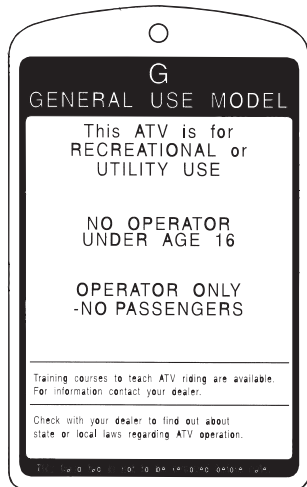 G
GENERAL USE MODEL
This ATV is for
RECREATIONAL or
UTILITY USE
NO OPERATOR
UNDER AGE 16
OPERATOR ONLY
-NO PASSENGERS
Training courses to teach ATV riding are available.
For information contact your dealer.
Check with your dealer to find out about
state or local laws regarding ATV operation.